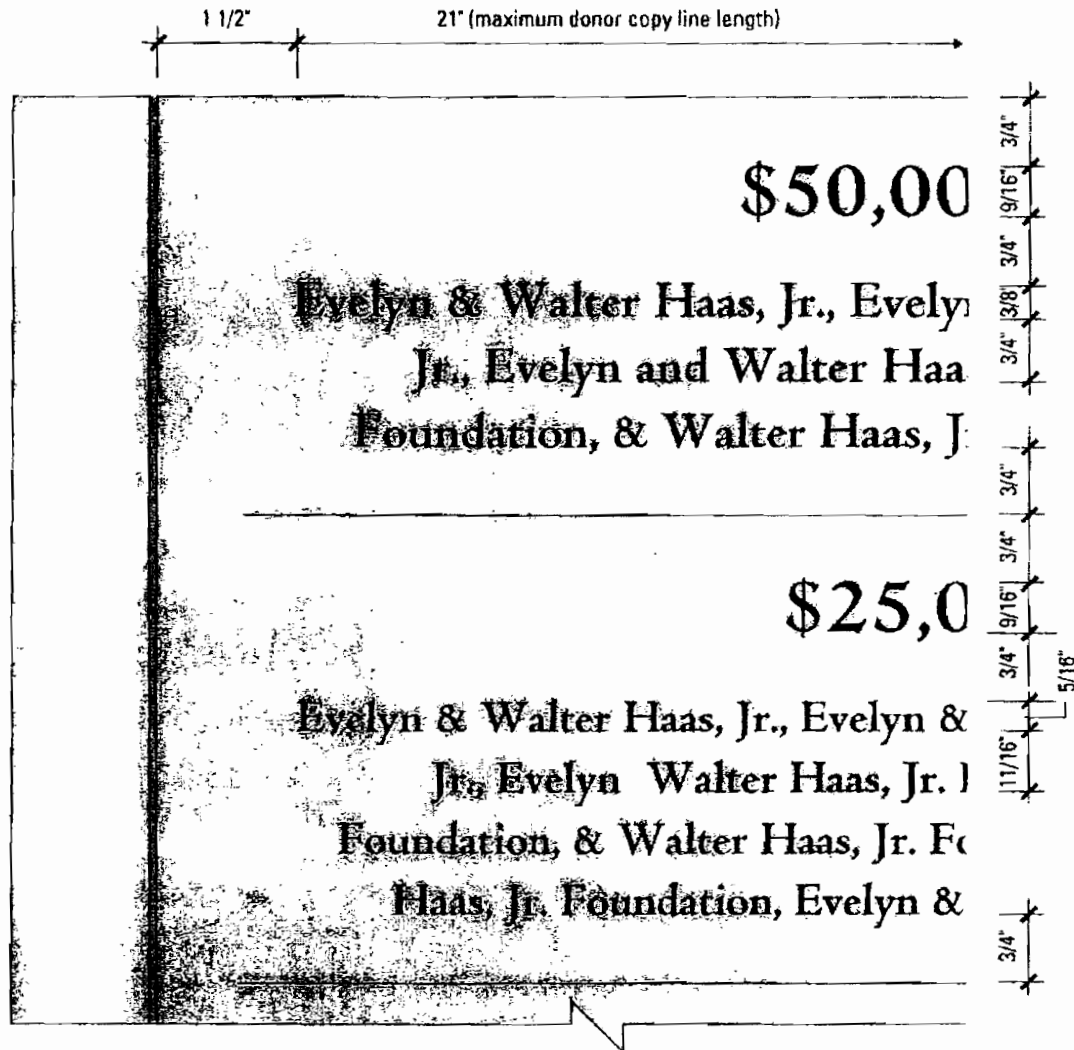 1 1/2" 21" (maximum donor copy line length)
3/4"
$50,00
9/16"
3/4"
Evelyn & Walter Haas, Jr., Evelyn
3/8"
Jr., Evelyn and Walter Haa
3/4"
Foundation, & Walter Haas, J
3/4"
3/4"
$25,0
9/16"
3/4"
5/16"
Evelyn & Walter Haas, Jr., Evelyn &
Jr., Evelyn Walter Haas, Jr.
11/16"
Foundation, & Walter Haas, Jr. Fo
Haas, Jr. Foundation, Evelyn &
3/4"